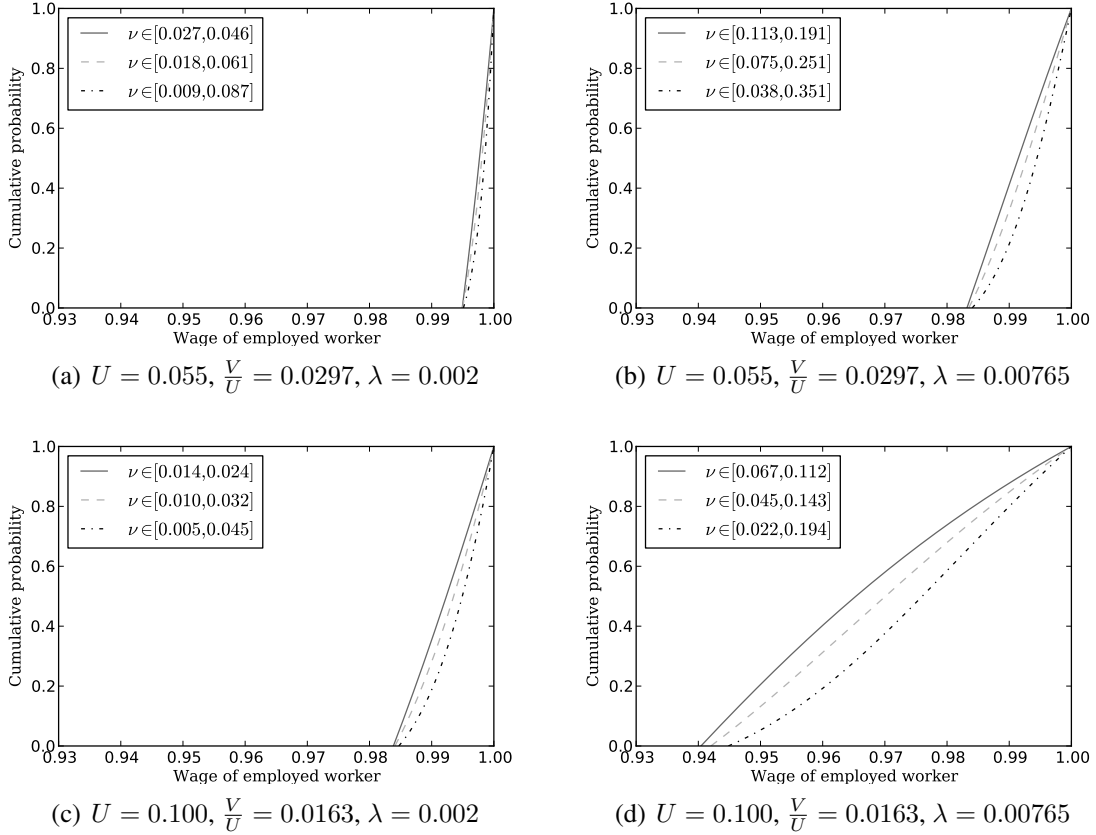 1.0
0.8
0.6
0.4
0.2
0.0
Cumulative probability
ν∈[0.027,0.046]
ν∈[0.018,0.061]
ν∈[0.009,0.087]
0.93 0.94 0.95 0.96 0.97 0.98 0.99 1.00
Wage of employed worker
(a) U = 0.055, V/U = 0.0297, λ = 0.002
1.0
0.8
0.6
0.4
0.2
0.0
Cumulative probability
ν∈[0.113,0.191]
ν∈[0.075,0.251]
ν∈[0.038,0.351]
0.93 0.94 0.95 0.96 0.97 0.98 0.99 1.00
Wage of employed worker
(b) U = 0.055, V/U = 0.0297, λ = 0.00765
1.0
0.8
0.6
0.4
0.2
0.0
Cumulative probability
ν∈[0.014,0.024]
ν∈[0.010,0.032]
ν∈[0.005,0.045]
0.93 0.94 0.95 0.96 0.97 0.98 0.99 1.00
Wage of employed worker
(c) U = 0.100, V/U = 0.0163, λ = 0.002
1.0
0.8
0.6
0.4
0.2
0.0
Cumulative probability
ν∈[0.067,0.112]
ν∈[0.045,0.143]
ν∈[0.022,0.194]
0.93 0.94 0.95 0.96 0.97 0.98 0.99 1.00
Wage of employed worker
(d) U = 0.100, V/U = 0.0163, λ = 0.00765